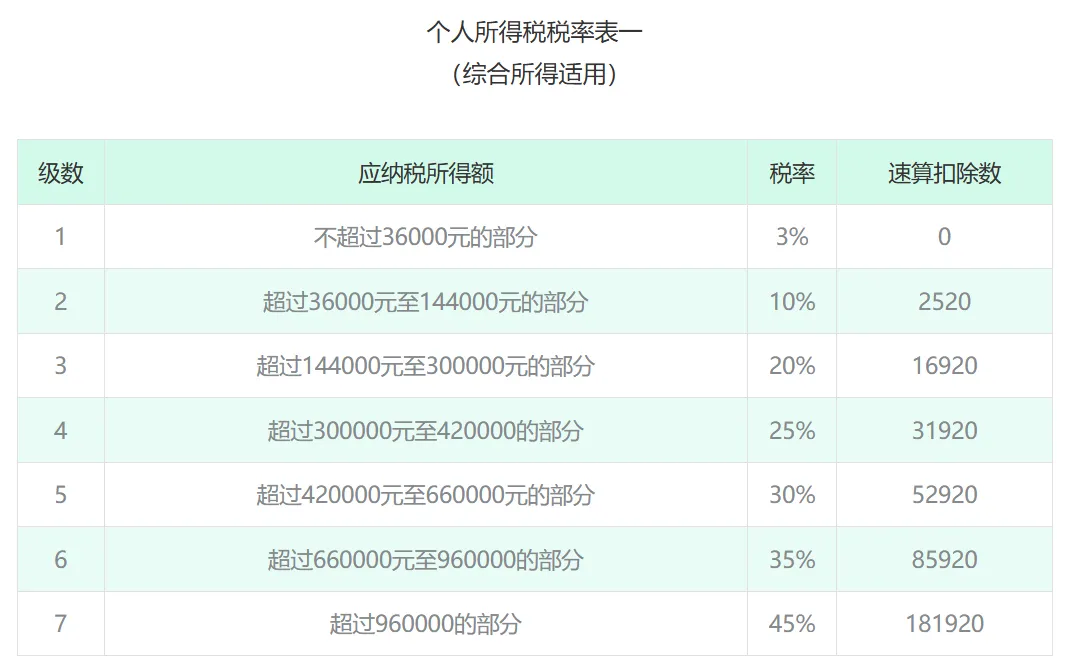 个人所得税税率表一
（综合所得适用）
级数 应纳税所得额 税率 速算扣除数
1 不超过36000元的部分 3% 0
2 超过36000元至144000元的部分 10% 2520
3 超过144000元至300000元的部分 20% 16920
4 超过300000元至420000的部分 25% 31920
5 超过420000元至660000元的部分 30% 52920
6 超过660000元至960000的部分 35% 85920
7 超过960000的部分 45% 181920